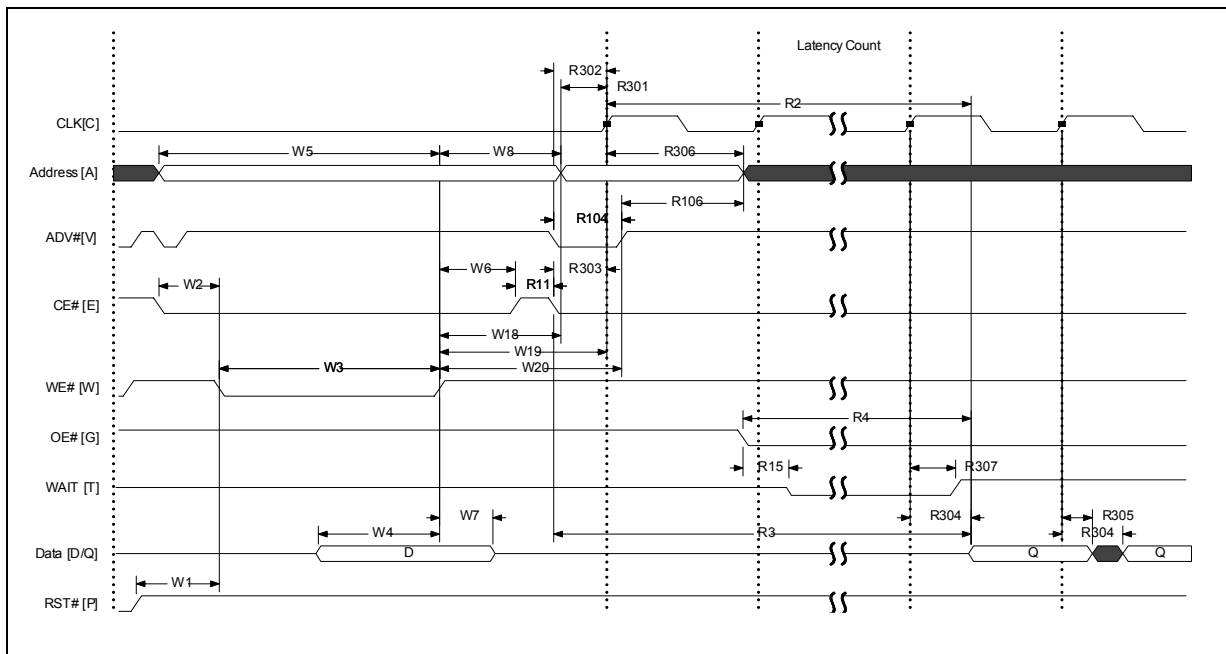 Latency Count
R302
R301
R2
CLK[C]
W5
W8
R306
Address [A]
R106
R104
ADV#[V]
W6
R303
W2
R11
CE# [E]
W18
W19
W3
W20
WE# [W]
R4
OE# [G]
R15
R307
WAIT [T]
W7
R304
R305
W4
R3
R304
Data [D/Q]
D
Q
Q
W1
RST# [P]